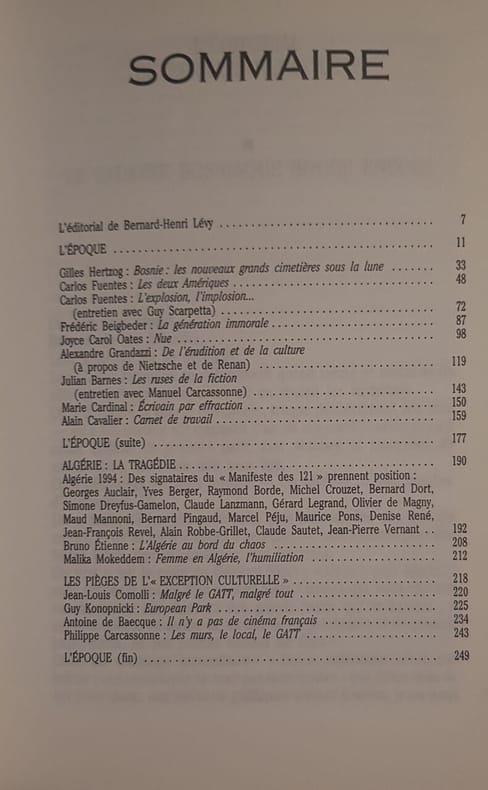 SOMMAIRE
L'éditorial de Bernard-Henri Lévy ................................ 7
L'ÉPOQUE ................................................ 11
Gilles Hertzog : Bosnie : les nouveaux grands cimetières sous la lune ....... 33
Carlos Fuentes : Les deux Amériques .............................. 48
Carlos Fuentes : L'explosion, l'implosion...
(entretien avec Guy Scarpetta) ................................ 72
Frédéric Beigbeder : La génération immorale ........................ 87
Joyce Carol Oates : Nue ....................................... 98
Alexandre Grandazzi : De l'érudition et de la culture
(à propos de Nietzsche et de Renan) .......................... 119
Julian Barnes : Les ruses de la fiction
(entretien avec Manuel Carcassonne) ........................... 143
Marie Cardinal : Écrivain par effraction ............................ 150
Alain Cavalier : Carnet de travail ................................. 159
L'ÉPOQUE (suite) .......................................... 177
ALGÉRIE : LA TRAGÉDIE ...................................... 190
Algérie 1994 : Des signataires du « Manifeste des 121 » prennent position :
Georges Auclair, Yves Berger, Raymond Borde, Michel Crouzet, Bernard Dort,
Simone Dreyfus-Gamelon, Claude Lanzmann, Gérard Legrand, Olivier de Magny,
Maud Mannoni, Bernard Pingaud, Marcel Péju, Maurice Pons, Denise René,
Jean-François Revel, Alain Robbe-Grillet, Claude Sautet, Jean-Pierre Vernant .. 192
Bruno Étienne : L'Algérie au bord du chaos ......................... 208
Malika Mokeddem : Femme en Algérie, l'humiliation ................... 212
LES PIÈGES DE L'« EXCEPTION CULTURELLE » ...................... 218
Jean-Louis Comolli : Malgré le GATT, malgré tout ..................... 220
Guy Konopnicki : European Park ................................. 225
Antoine de Baecque : Il n'y a pas de cinéma français ................. 234
Philippe Carcassonne : Les murs, le local, le GATT ................... 243
L'ÉPOQUE (fin) ............................................ 249